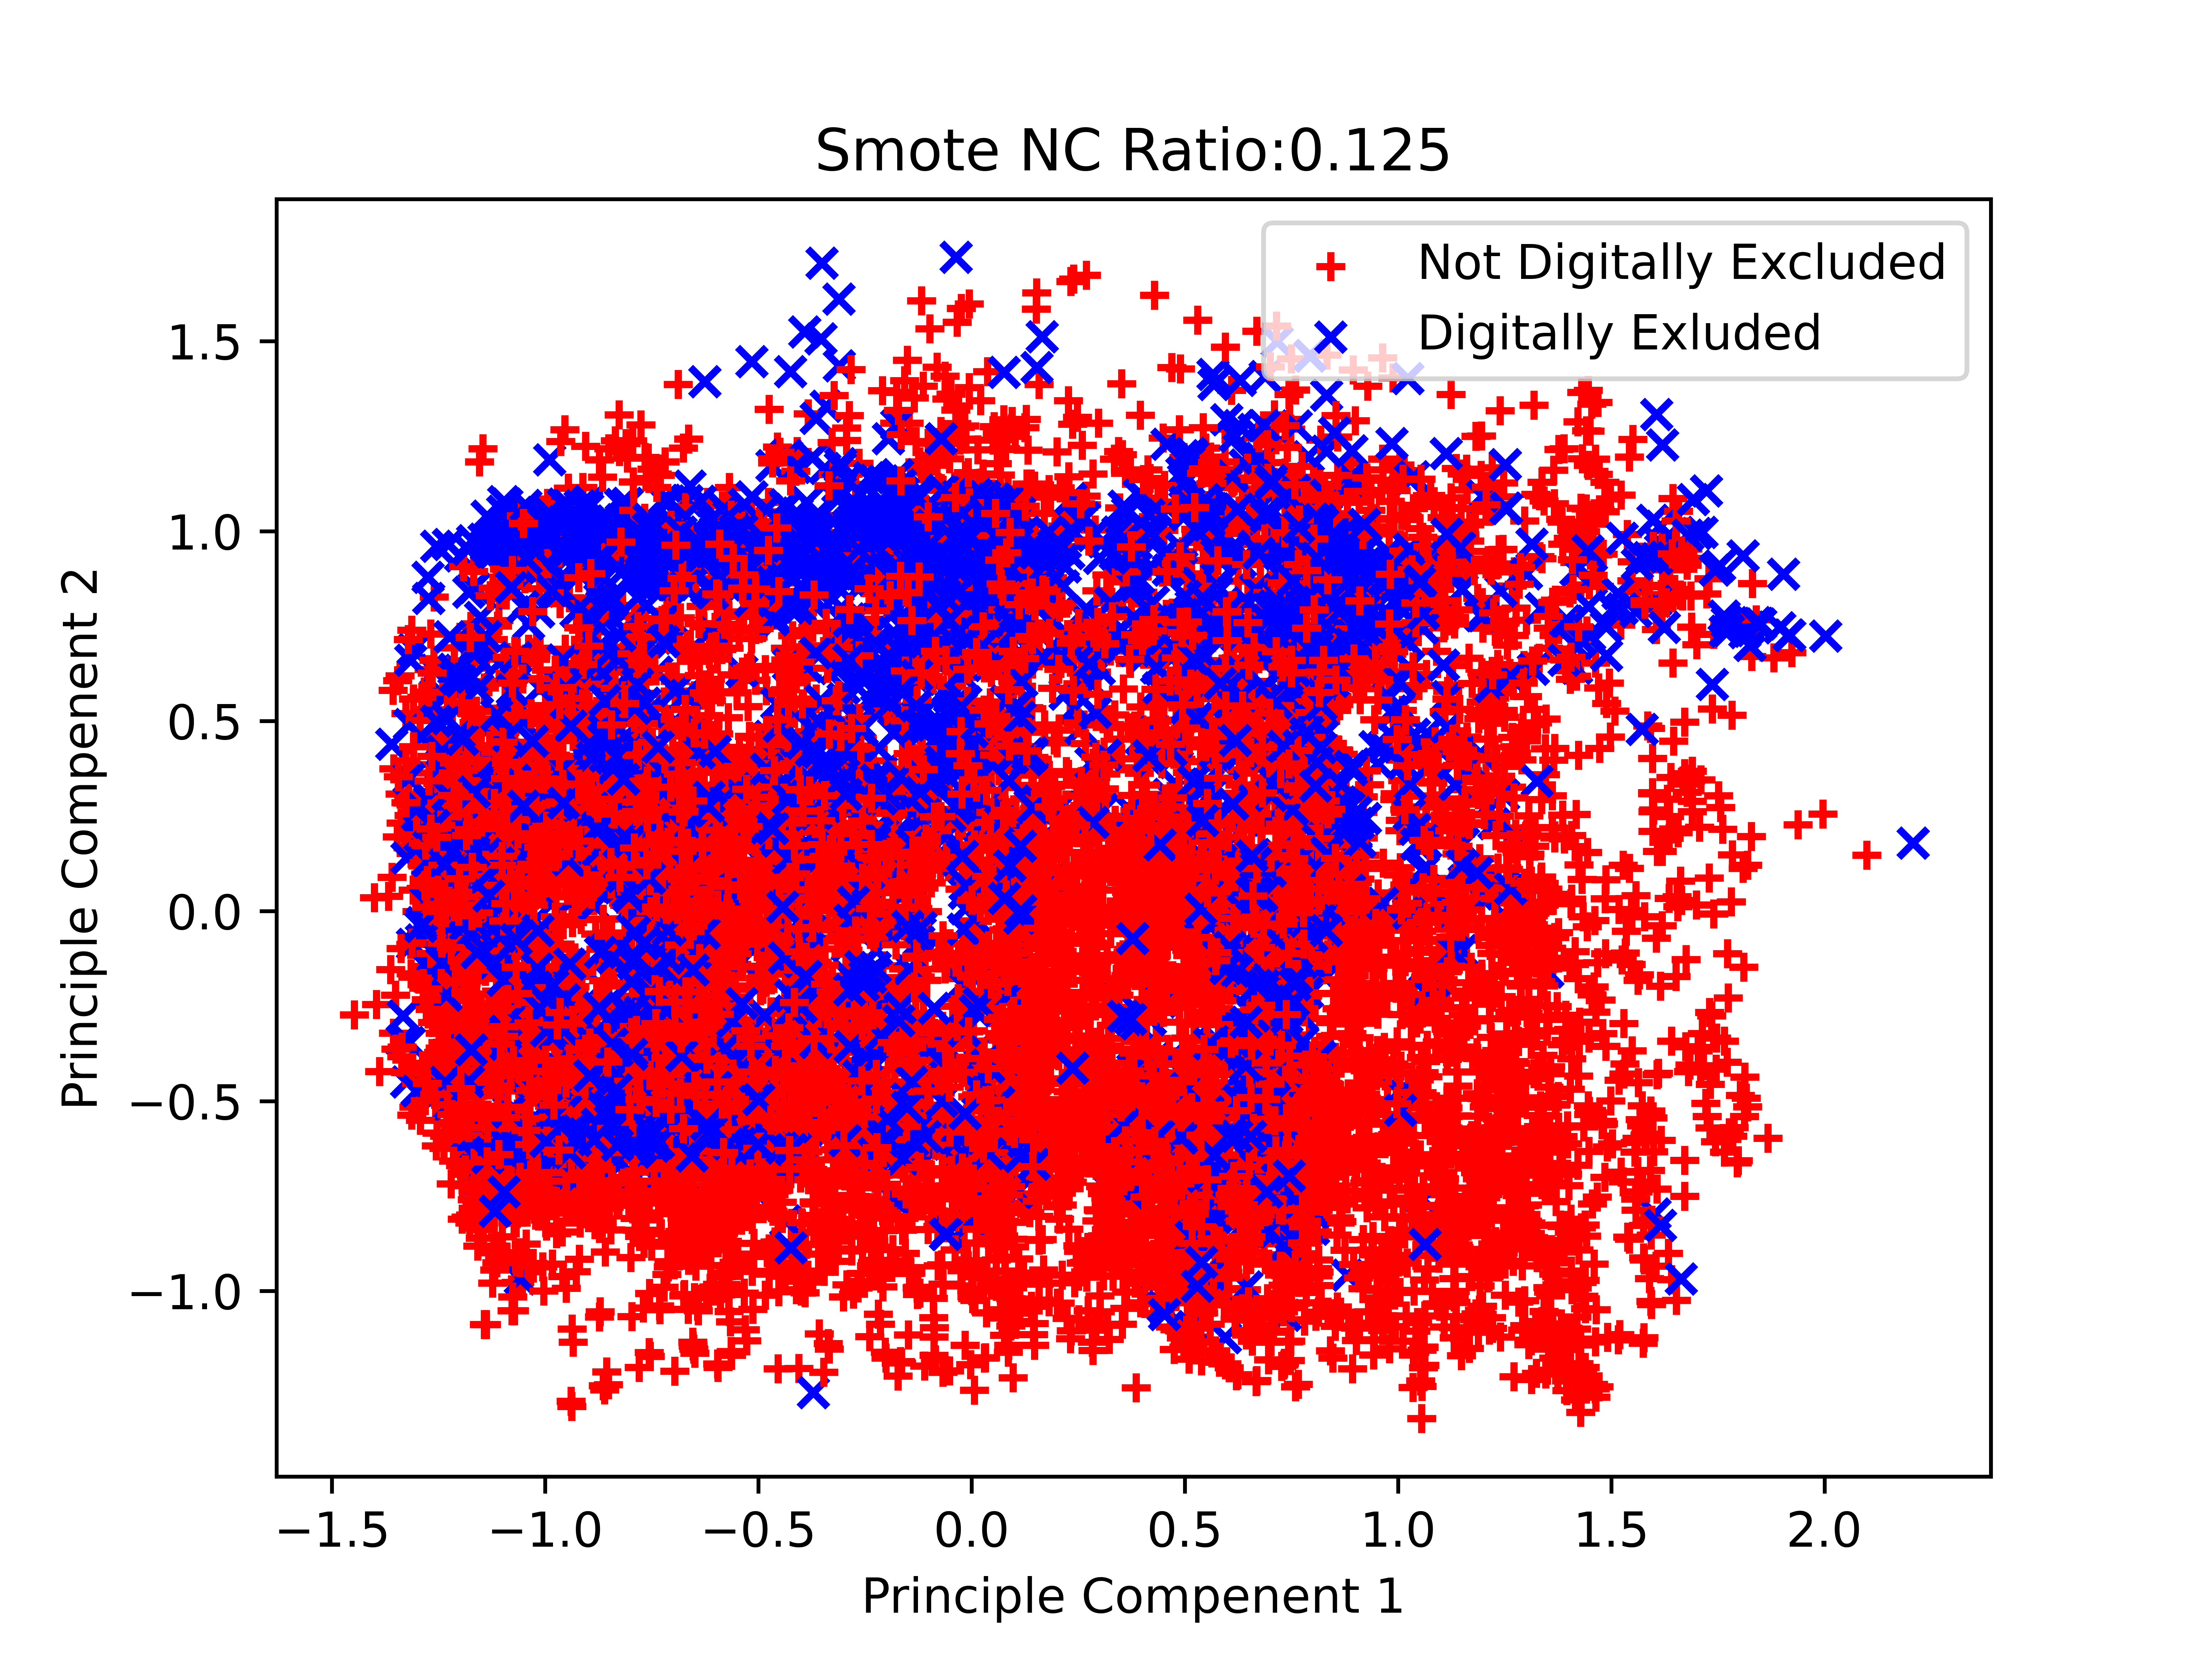 Smote NC Ratio:0.125
Not Digitally Excluded
Digitally Exluded
Principle Compenent 2
1.5
1.0
0.5
0.0
−0.5
−1.0
−1.5 −1.0 −0.5 0.0 0.5 1.0 1.5 2.0
Principle Compenent 1